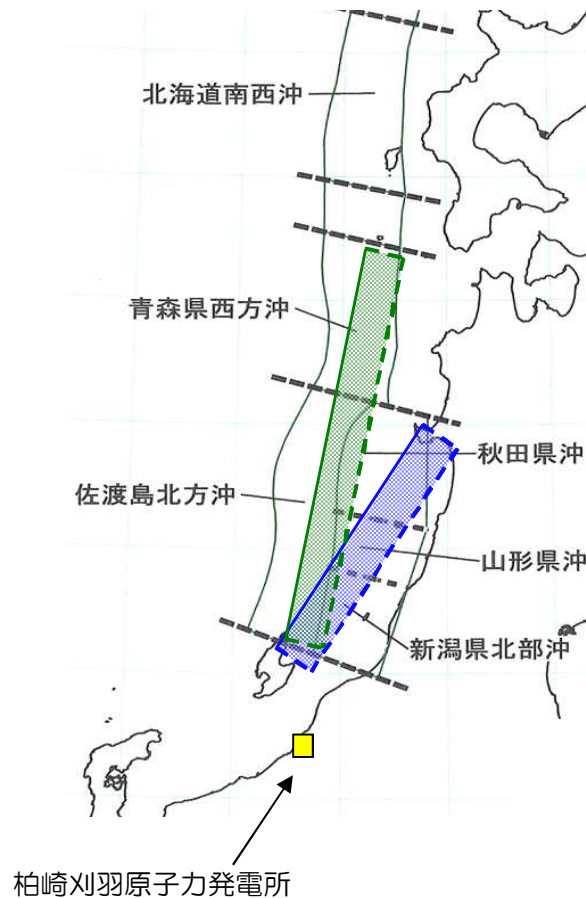 北海道南西沖
青森県西方沖
秋田県沖
佐渡島北方沖
山形県沖
新潟県北部沖
柏崎刈羽原子力発電所